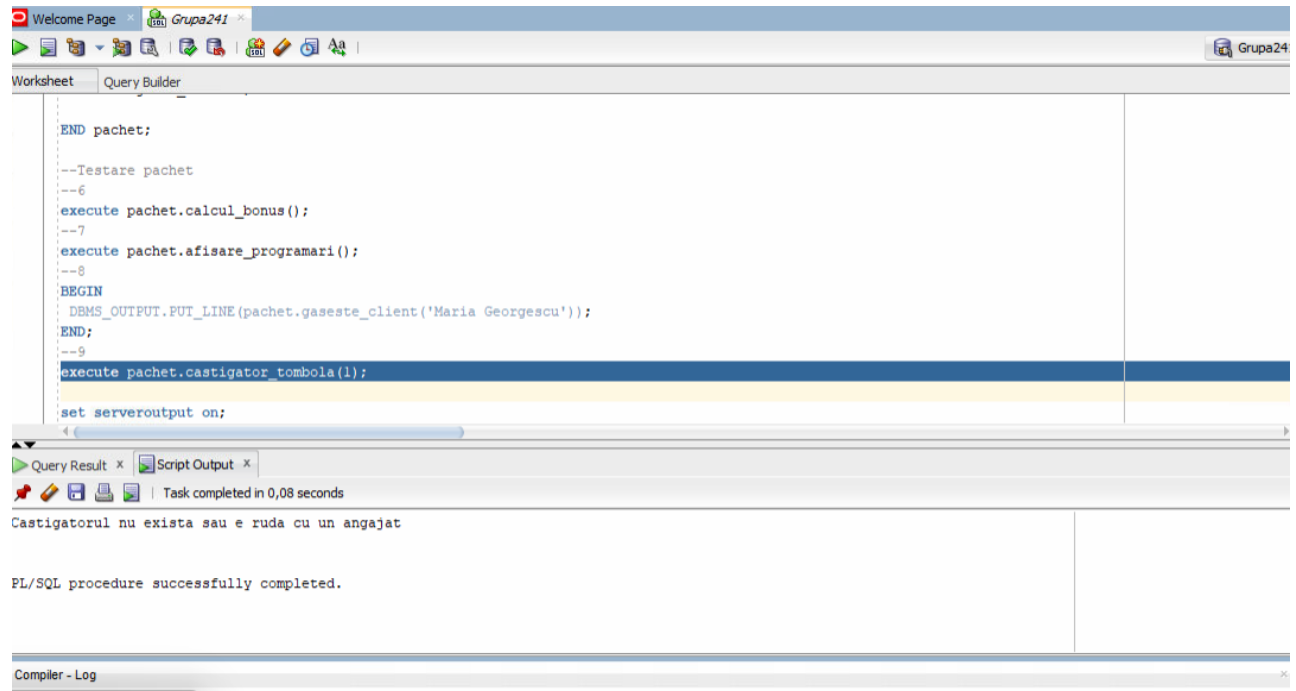 Welcome Page
Grupa241
Grupa241
Worksheet Query Builder
END pachet;
--Testare pachet
--6
execute pachet.calcul_bonus();
--7
execute pachet.afisare_programari();
--8
BEGIN
DBMS_OUTPUT.PUT_LINE(pachet.gaseste_client('Maria Georgescu'));
END;
--9
execute pachet.castigator_tombola(1);
set serveroutput on;
Query Result x Script Output x
Task completed in 0,08 seconds
Castigatorul nu exista sau e ruda cu un angajat
PL/SQL procedure successfully completed.
Compiler - Log